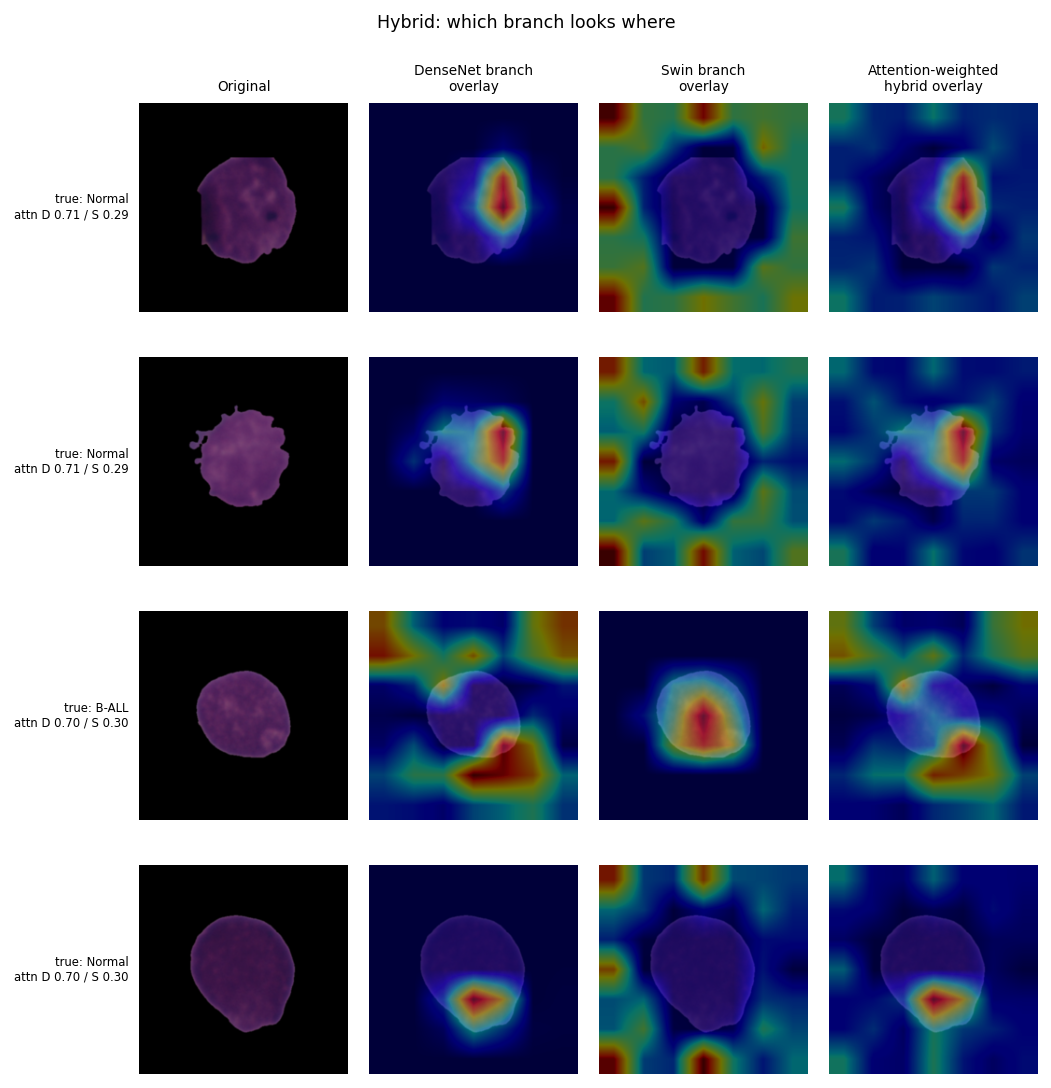 Hybrid: which branch looks where
Original
DenseNet branch
overlay
Swin branch
overlay
Attention-weighted
hybrid overlay
true: Normal
attn D 0.71 / S 0.29
true: Normal
attn D 0.71 / S 0.29
true: B-ALL
attn D 0.70 / S 0.30
true: Normal
attn D 0.70 / S 0.30